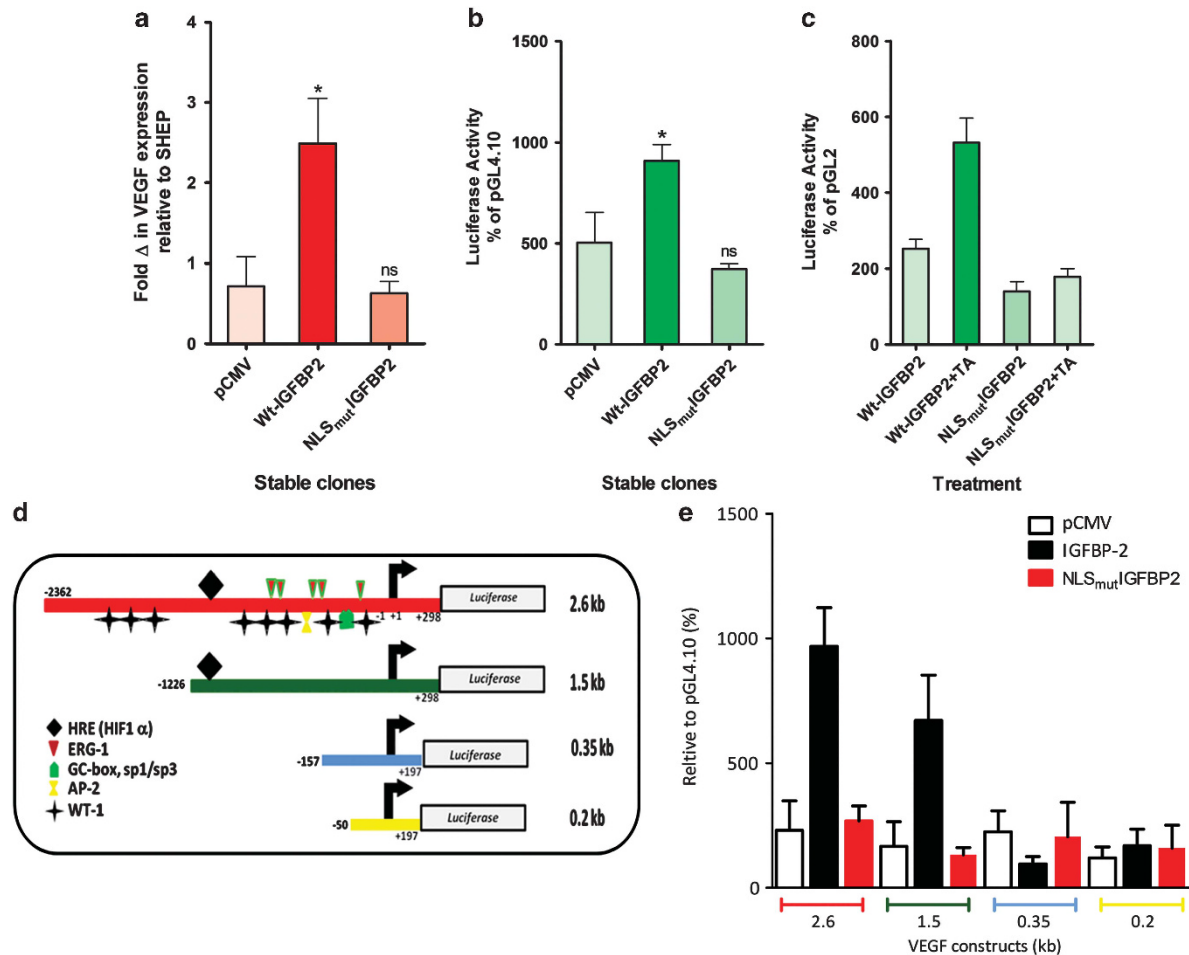 a
Fold Δ in VEGF expression
relative to SHEP
4
3
2
1
0
*
ns
pCMV
Wt-IGFBP2
NLSmutIGFBP2
Stable clones
b
Luciferase Activity
% of pGL4.10
1500
1000
500
0
*
ns
pCMV
Wt-IGFBP2
NLSmutIGFBP2
Stable clones
c
Luciferase Activity
% of pGL2
800
600
400
200
0
Wt-IGFBP2
Wt-IGFBP2+TA
NLSmutIGFBP2
NLSmutIGFBP2+TA
Treatment
d
-2362
-1 +1 +298
Luciferase
2.6 kb
-1226
+298
Luciferase
1.5 kb
-157
+197
Luciferase
0.35 kb
-50
+197
Luciferase
0.2 kb
HRE (HIF1 α)
ERG-1
GC-box, sp1/sp3
AP-2
WT-1
e
Reltive to pGL4.10 (%)
1500
1000
500
0
pCMV
IGFBP-2
NLSmutIGFBP2
2.6 1.5 0.35 0.2
VEGF constructs (kb)